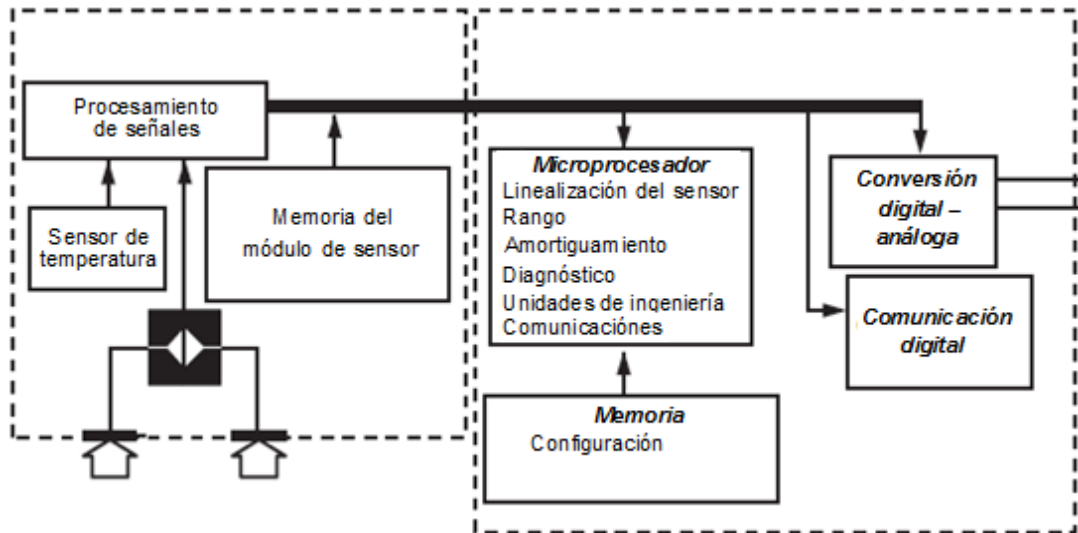 Procesamiento
de señales
Sensor de
temperatura
Memoria del
módulo de sensor
Microprocesador
Linealización del sensor
Rango
Amortiguamiento
Diagnóstico
Unidades de ingeniería
Comunicaciónes
Memoria
Configuración
Conversión
digital –
análoga
Comunicación
digital